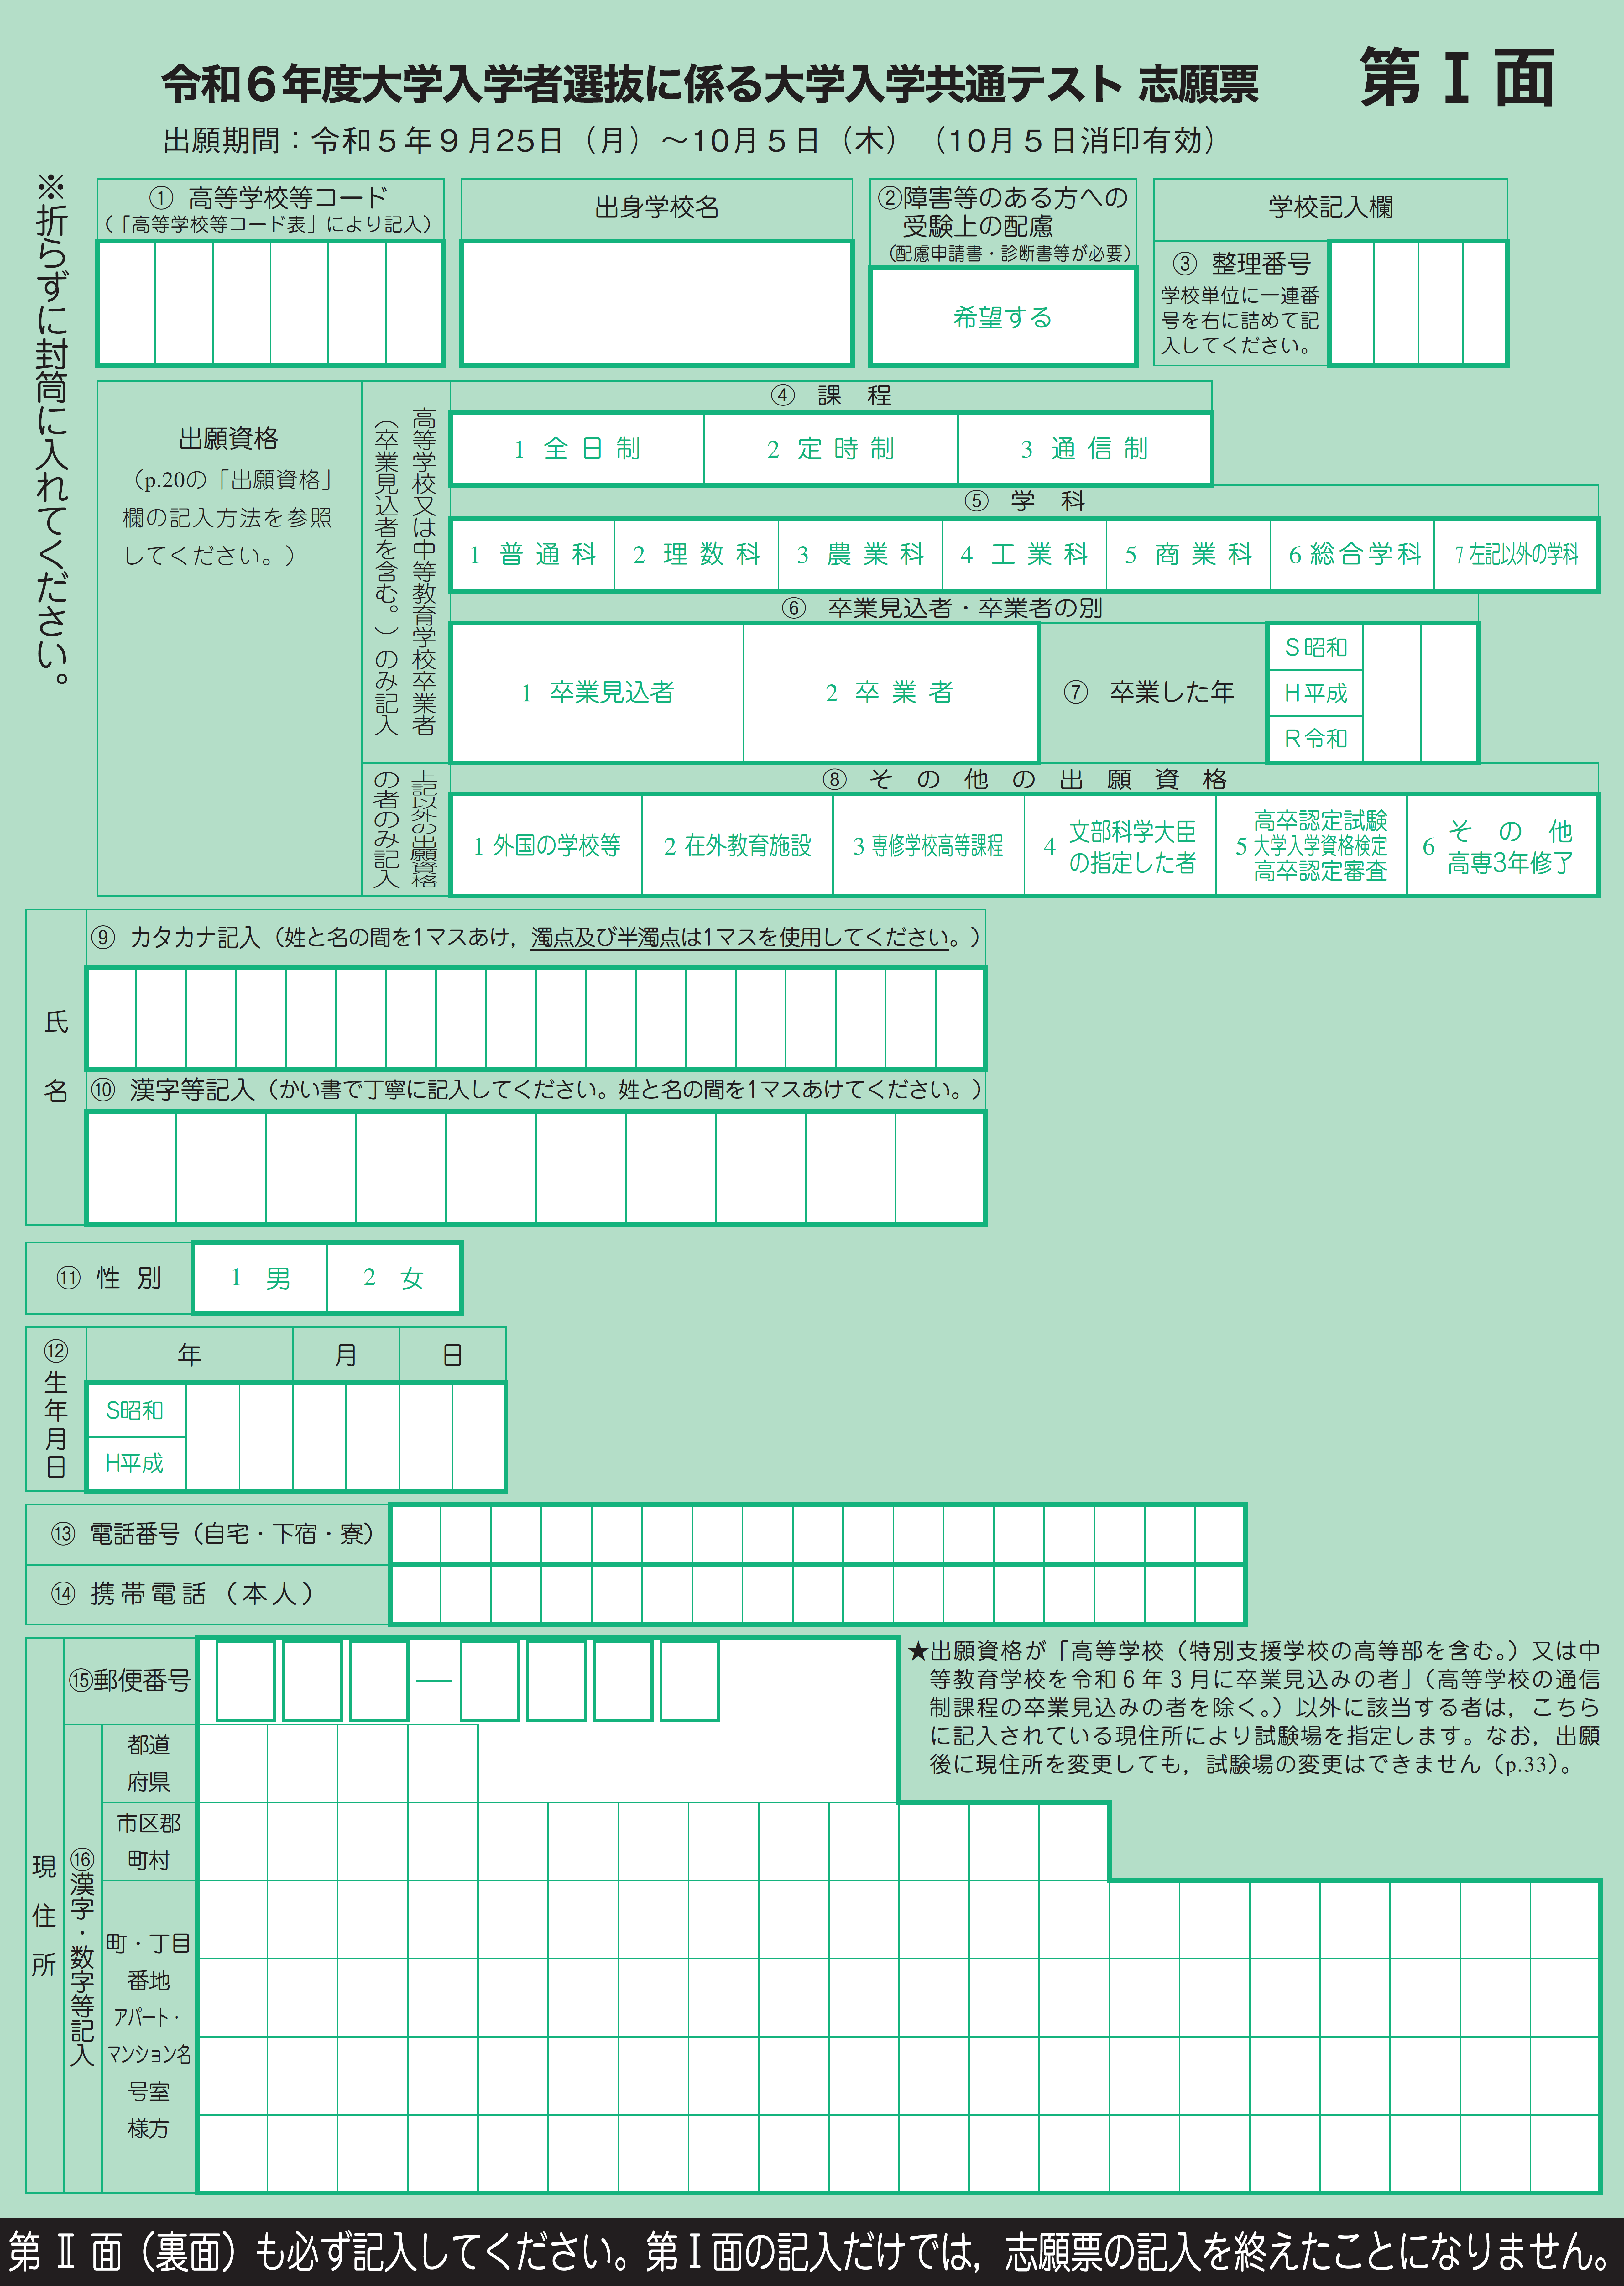 令和６年度大学入学者選抜に係る大学入学共通テスト 志願票
第Ⅰ面
出願期間：令和５年９月25日（月）～10月５日（木）（10月５日消印有効）
※折らずに封筒に入れてください。
① 高等学校等コード
（「高等学校等コード表」により記入）
出身学校名
②障害等のある方への
受験上の配慮
（配慮申請書・診断書等が必要）
希望する
学校記入欄
③ 整理番号
学校単位に一連番
号を右に詰めて記
入してください。
出願資格
（p.20の「出願資格」
欄の記入方法を参照
してください。）
高等学校又は中等教育学校卒業者
（卒業見込者を含む。）のみ記入
④ 課 程
1 全日制
2 定時制
3 通信制
⑤ 学 科
1 普通科
2 理数科
3 農業科
4 工業科
5 商業科
6 総合学科
7 左記以外の学科
⑥ 卒業見込者・卒業者の別
1 卒業見込者
2 卒業者
⑦ 卒業した年
S 昭和
H 平成
R 令和
上記以外の出願資格
の者のみ記入
⑧ その他の出願資格
1 外国の学校等
2 在外教育施設
3 専修学校高等課程
4 文部科学大臣
の指定した者
5 高卒認定試験
大学入学資格検定
高卒認定審査
6 その他
高専3年修了
氏名
⑨ カタカナ記入（姓と名の間を1マスあけ，濁点及び半濁点は1マスを使用してください。）
⑩ 漢字等記入（かい書で丁寧に記入してください。姓と名の間を1マスあけてください。）
⑪ 性別
1 男
2 女
⑫生年月日
年
月
日
S昭和
H平成
⑬ 電話番号（自宅・下宿・寮）
⑭ 携帯電話（本人）
現住所
⑮郵便番号
―
★出願資格が「高等学校（特別支援学校の高等部を含む。）又は中
等教育学校を令和６年３月に卒業見込みの者」（高等学校の通信
制課程の卒業見込みの者を除く。）以外に該当する者は，こちら
に記入されている現住所により試験場を指定します。なお，出願
後に現住所を変更しても，試験場の変更はできません（p.33）。
⑯漢字・数字等記入
都道
府県
市区郡
町村
町・丁目
番地
アパート・
マンション名
号室
様方
第Ⅱ面（裏面）も必ず記入してください。第Ⅰ面の記入だけでは，志願票の記入を終えたことになりません。